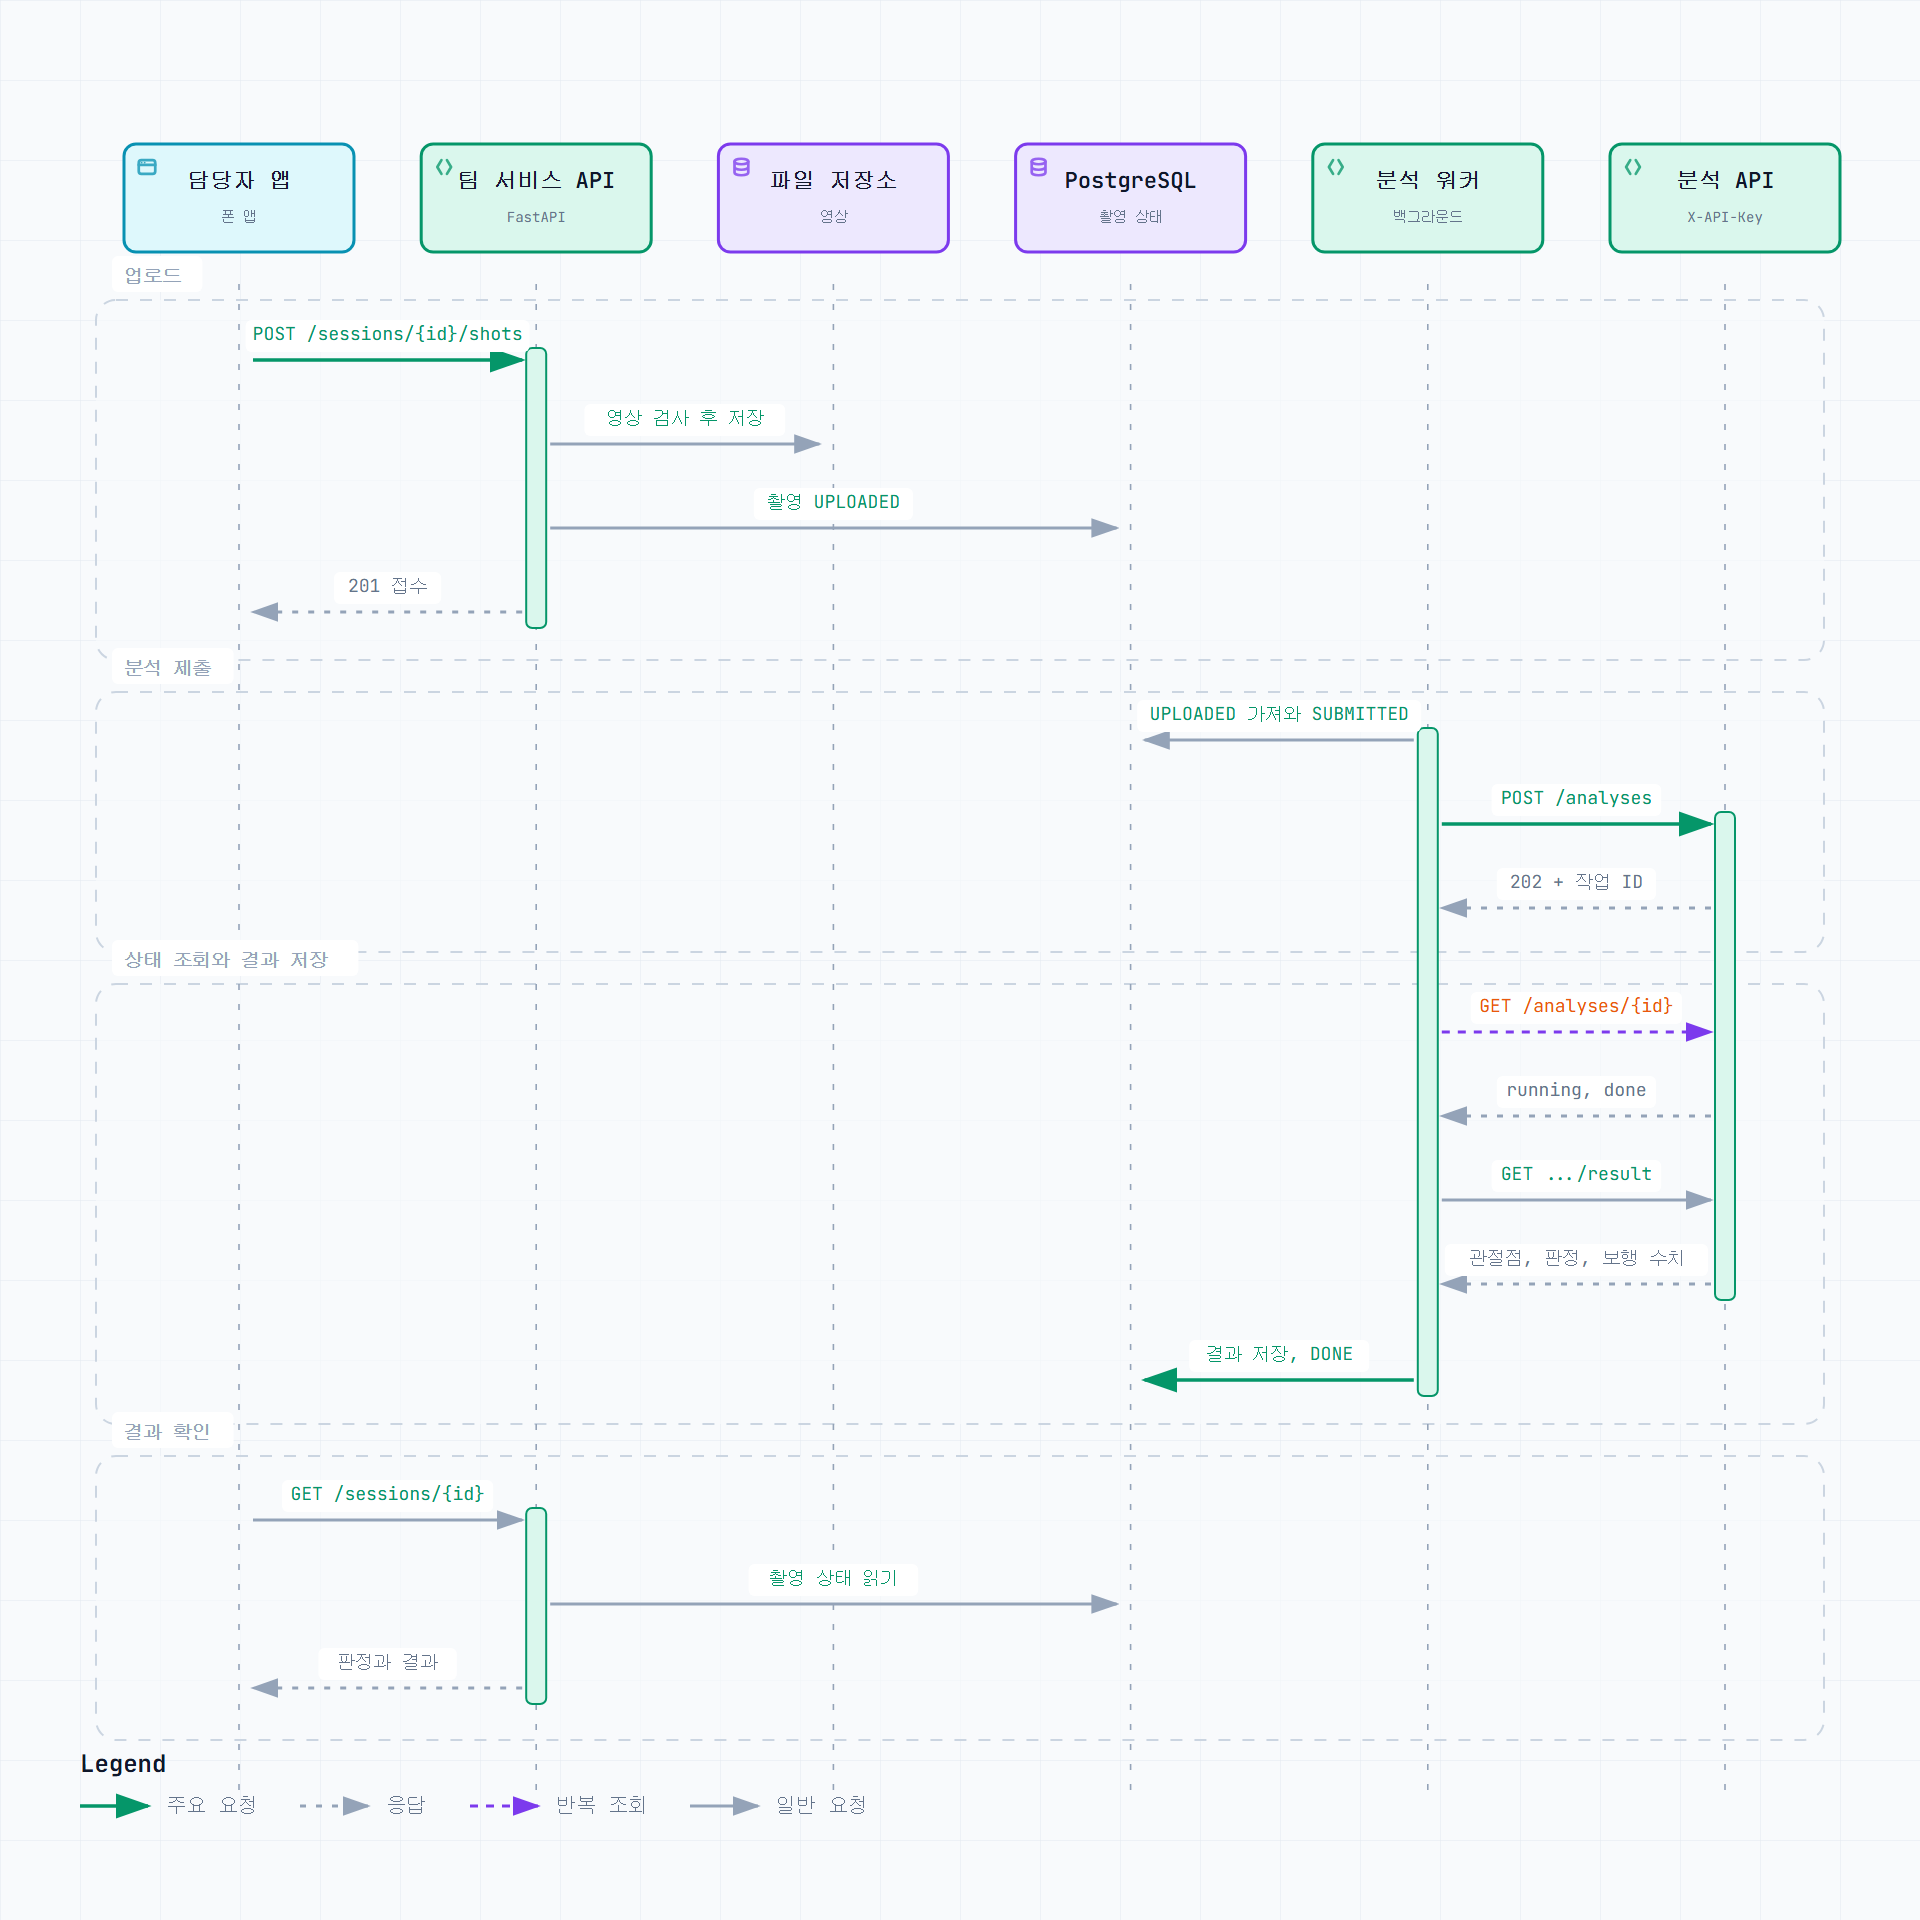 담당자 앱
폰 앱
팀 서비스 API
FastAPI
파일 저장소
영상
PostgreSQL
촬영 상태
분석 워커
백그라운드
분석 API
X-API-Key
업로드
POST /sessions/{id}/shots
영상 검사 후 저장
촬영 UPLOADED
201 접수
분석 제출
UPLOADED 가져와 SUBMITTED
POST /analyses
202 + 작업 ID
상태 조회와 결과 저장
GET /analyses/{id}
running, done
GET .../result
관절점, 판정, 보행 수치
결과 저장, DONE
결과 확인
GET /sessions/{id}
촬영 상태 읽기
판정과 결과
Legend
주요 요청
응답
반복 조회
일반 요청